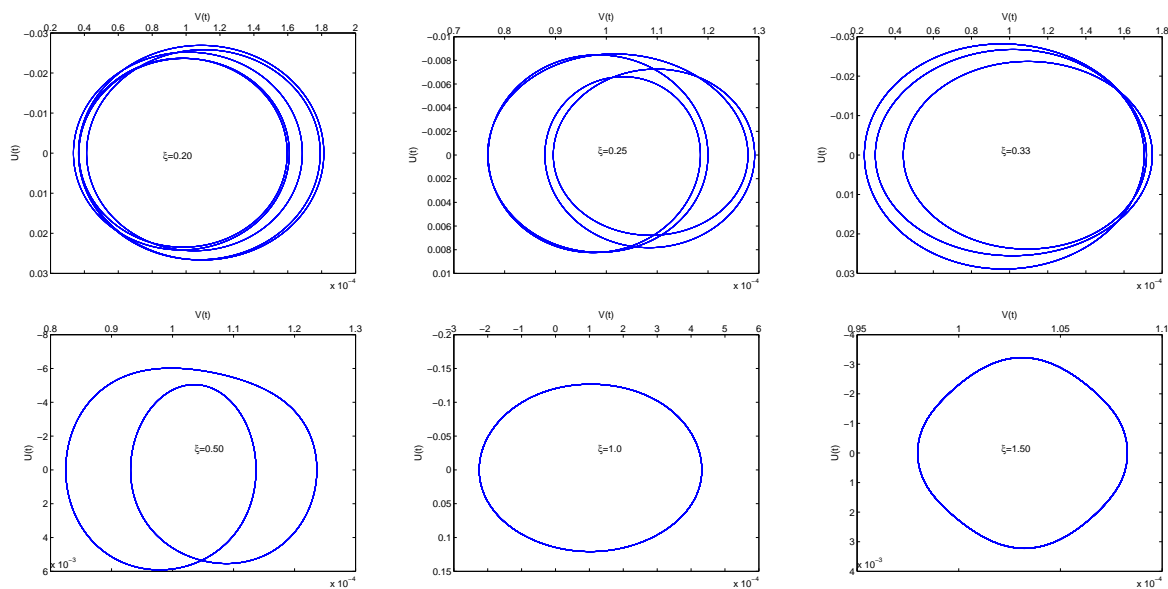 V(t)
0.2 0.4 0.6 0.8 1 1.2 1.4 1.6 1.8 2
−0.03
−0.02
−0.01
0
0.01
0.02
0.03
U(t)
ξ=0.20
x 10⁻⁴
V(t)
0.7 0.8 0.9 1 1.1 1.2 1.3
−0.01
−0.008
−0.006
−0.004
−0.002
0
0.002
0.004
0.006
0.008
0.01
U(t)
ξ=0.25
x 10⁻⁴
V(t)
0.2 0.4 0.6 0.8 1 1.2 1.4 1.6 1.8
−0.03
−0.02
−0.01
0
0.01
0.02
0.03
U(t)
ξ=0.33
x 10⁻⁴
V(t)
0.8 0.9 1 1.1 1.2 1.3
−8
−6
−4
−2
0
2
4
6
U(t)
ξ=0.50
x 10⁻³
x 10⁻⁴
V(t)
−3 −2 −1 0 1 2 3 4 5 6
−0.2
−0.15
−0.1
−0.05
0
0.05
0.1
0.15
U(t)
ξ=1.0
x 10⁻⁴
V(t)
0.95 1 1.05 1.1
−4
−3
−2
−1
0
1
2
3
4
U(t)
ξ=1.50
x 10⁻³
x 10⁻⁴